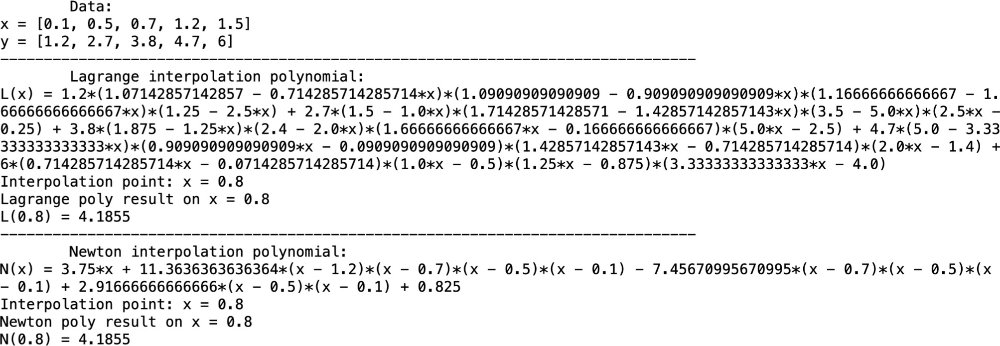 Data:
x = [0.1, 0.5, 0.7, 1.2, 1.5]
y = [1.2, 2.7, 3.8, 4.7, 6]
--------------------------------------------------------------------------------
Lagrange interpolation polynomial:
L(x) = 1.2*(1.07142857142857 - 0.714285714285714*x)*(1.09090909090909 - 0.909090909090909*x)*(1.16666666666667 - 1.
66666666666667*x)*(1.25 - 2.5*x) + 2.7*(1.5 - 1.0*x)*(1.71428571428571 - 1.42857142857143*x)*(3.5 - 5.0*x)*(2.5*x -
0.25) + 3.8*(1.875 - 1.25*x)*(2.4 - 2.0*x)*(1.66666666666667*x - 0.166666666666667)*(5.0*x - 2.5) + 4.7*(5.0 - 3.33
333333333333*x)*(0.909090909090909*x - 0.0909090909090909)*(1.42857142857143*x - 0.714285714285714)*(2.0*x - 1.4) +
6*(0.714285714285714*x - 0.0714285714285714)*(1.0*x - 0.5)*(1.25*x - 0.875)*(3.33333333333333*x - 4.0)
Interpolation point: x = 0.8
Lagrange poly result on x = 0.8
L(0.8) = 4.1855
--------------------------------------------------------------------------------
Newton interpolation polynomial:
N(x) = 3.75*x + 11.3636363636364*(x - 1.2)*(x - 0.7)*(x - 0.5)*(x - 0.1) - 7.45670995670995*(x - 0.7)*(x - 0.5)*(x
- 0.1) + 2.91666666666666*(x - 0.5)*(x - 0.1) + 0.825
Interpolation point: x = 0.8
Newton poly result on x = 0.8
N(0.8) = 4.1855